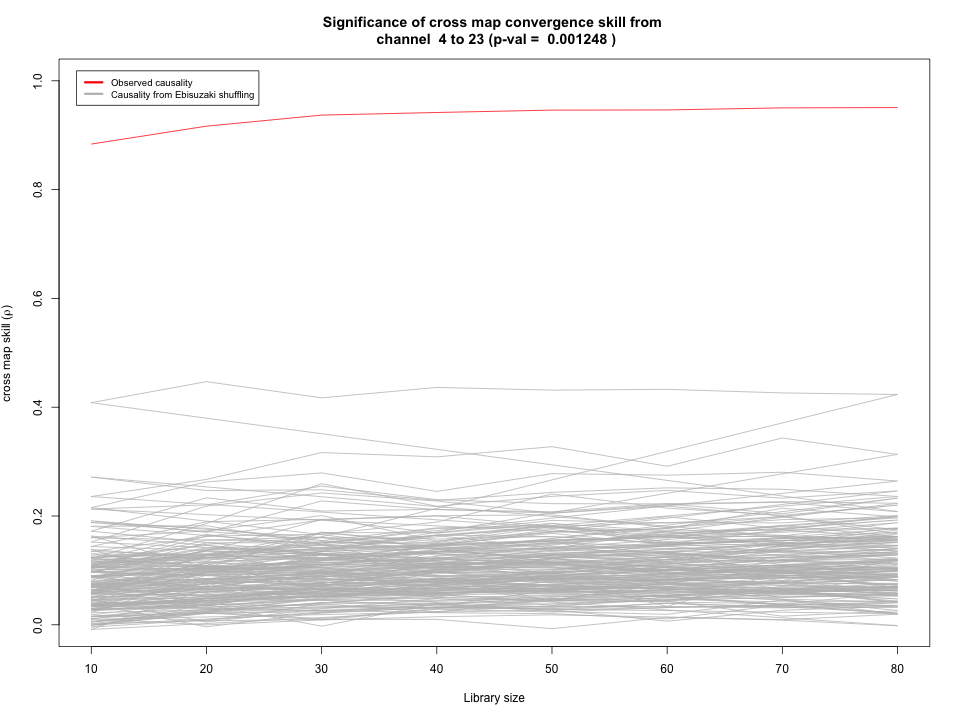 Significance of cross map convergence skill from
channel  4 to 23 (p-val =  0.001248 )
Observed causality
Causality from Ebisuzaki shuffling
cross map skill (ρ)
1.0
0.8
0.6
0.4
0.2
0.0
10 20 30 40 50 60 70 80
Library size